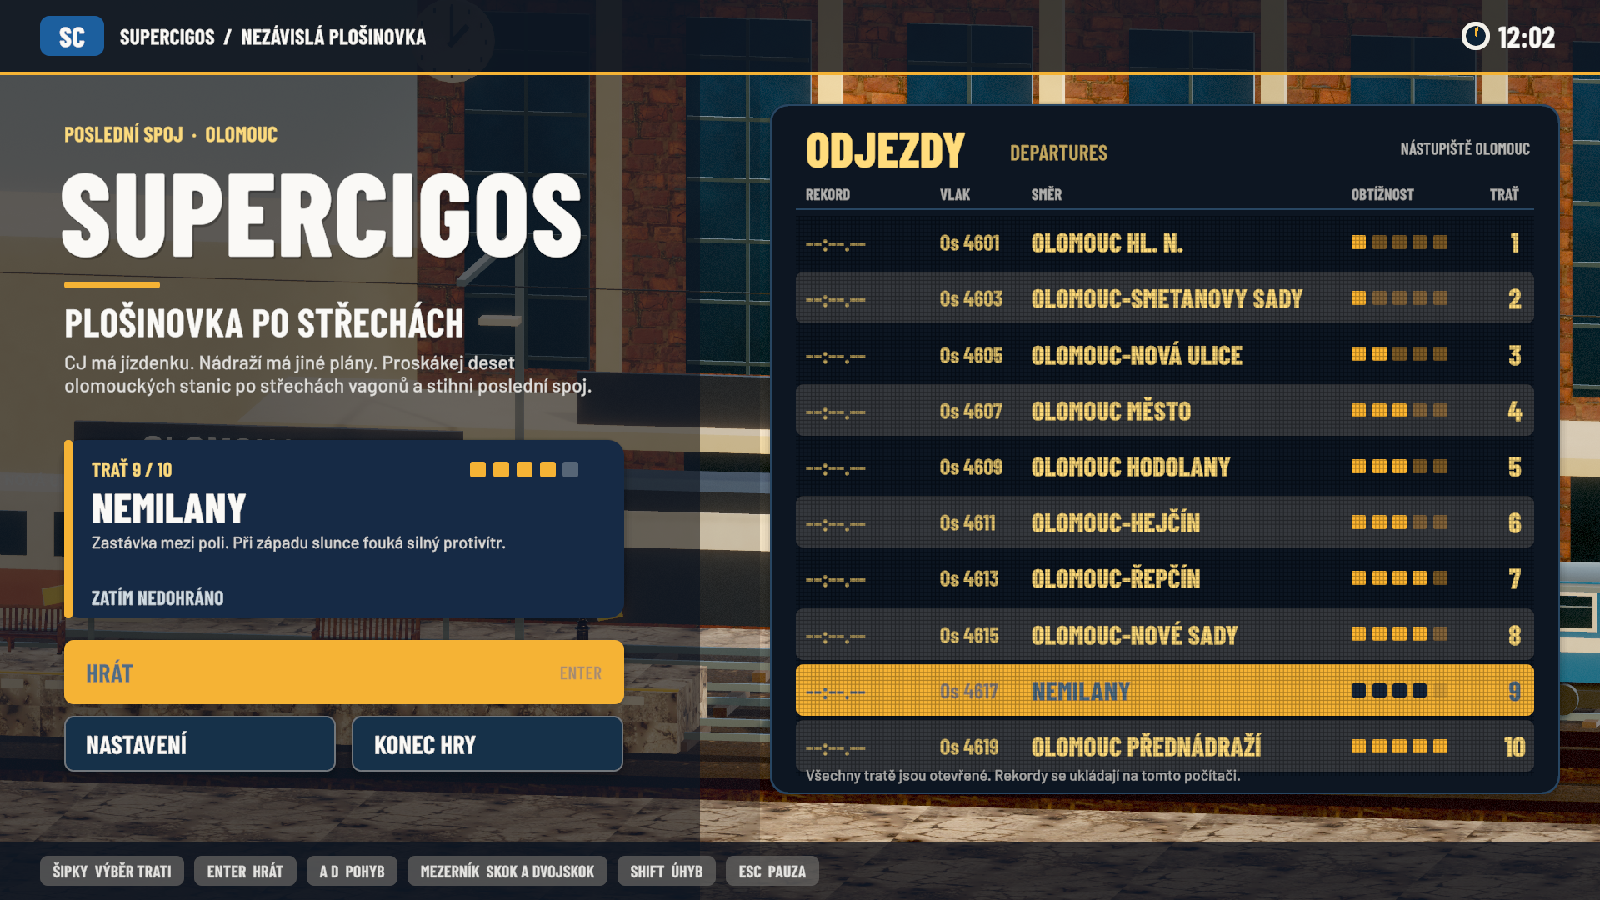 SC SUPERCIGOS / NEZÁVISLÁ PLOŠINOVKA
12:02
POSLEDNÍ SPOJ · OLOMOUC
SUPERCIGOS
PLOŠINOVKA PO STŘECHÁCH
CJ má jízdenku. Nádraží má jiné plány. Proskákej deset
olomouckých stanic po střechách vagonů a stihni poslední spoj.
TRAŤ 9 / 10
NEMILANY
Zastávka mezi poli. Při západu slunce fouká silný protivítr.
ZATÍM NEDOHRÁNO
HRÁT ENTER
NASTAVENÍ KONEC HRY
ODJEZDY DEPARTURES NÁSTUPIŠTĚ OLOMOUC
REKORD VLAK SMĚR OBTÍŽNOST TRAŤ
--:--.-- Os 4601 OLOMOUC HL. N. 1
--:--.-- Os 4603 OLOMOUC-SMETANOVY SADY 2
--:--.-- Os 4605 OLOMOUC-NOVÁ ULICE 3
--:--.-- Os 4607 OLOMOUC MĚSTO 4
--:--.-- Os 4609 OLOMOUC HODOLANY 5
--:--.-- Os 4611 OLOMOUC-HEJČÍN 6
--:--.-- Os 4613 OLOMOUC-ŘEPČÍN 7
--:--.-- Os 4615 OLOMOUC-NOVÉ SADY 8
--:--.-- Os 4617 NEMILANY 9
--:--.-- Os 4619 OLOMOUC PŘEDNÁDRAŽÍ 10
Všechny tratě jsou otevřené. Rekordy se ukládají na tomto počítači.
ŠIPKY VÝBĚR TRATI ENTER HRÁT A D POHYB MEZERNÍK SKOK A DVOJSKOK SHIFT ÚHYB ESC PAUZA